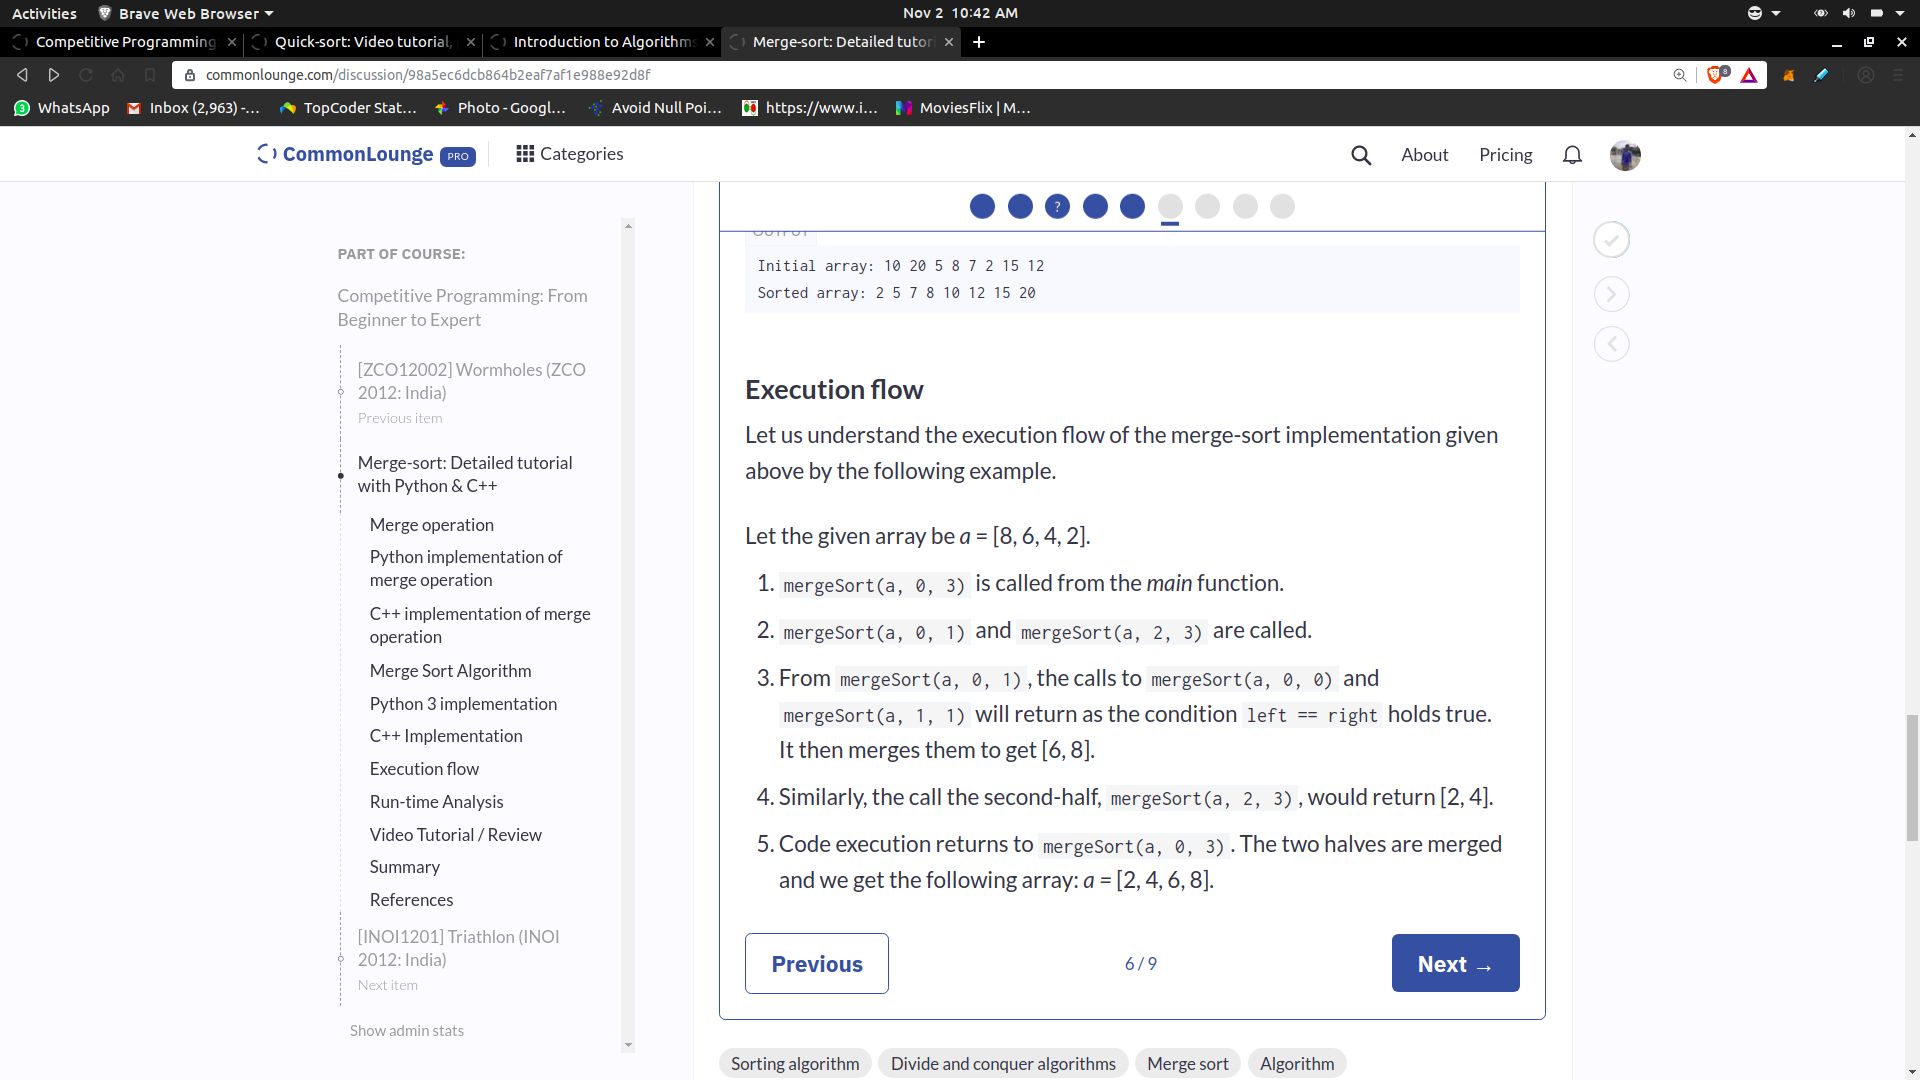 Activities Brave Web Browser Nov 2 10:42 AM
Competitive Programming Quick-sort: Video tutorial, Introduction to Algorithms Merge-sort: Detailed tutori
commonlounge.com/discussion/98a5ec6dcb864b2eaf7af1e988e92d8f 8
3 WhatsApp Inbox (2,963) -... TopCoder Stat... Photo - Googl... Avoid Null Poi... https://www.i... MoviesFlix | M...
CommonLounge PRO Categories About Pricing
?
PART OF COURSE:
Competitive Programming: From
Beginner to Expert
[ZCO12002] Wormholes (ZCO
2012: India)
Previous item
Merge-sort: Detailed tutorial
with Python & C++
Merge operation
Python implementation of
merge operation
C++ implementation of merge
operation
Merge Sort Algorithm
Python 3 implementation
C++ Implementation
Execution flow
Run-time Analysis
Video Tutorial / Review
Summary
References
[INOI1201] Triathlon (INOI
2012: India)
Next item
Show admin stats
OUTPUT
Initial array: 10 20 5 8 7 2 15 12
Sorted array: 2 5 7 8 10 12 15 20
Execution flow
Let us understand the execution flow of the merge-sort implementation given
above by the following example.
Let the given array be a = [8, 6, 4, 2].
1. mergeSort(a, 0, 3) is called from the main function.
2. mergeSort(a, 0, 1) and mergeSort(a, 2, 3) are called.
3. From mergeSort(a, 0, 1), the calls to mergeSort(a, 0, 0) and
mergeSort(a, 1, 1) will return as the condition left == right holds true.
It then merges them to get [6, 8].
4. Similarly, the call the second-half, mergeSort(a, 2, 3), would return [2, 4].
5. Code execution returns to mergeSort(a, 0, 3). The two halves are merged
and we get the following array: a = [2, 4, 6, 8].
Previous 6 / 9 Next →
Sorting algorithm Divide and conquer algorithms Merge sort Algorithm